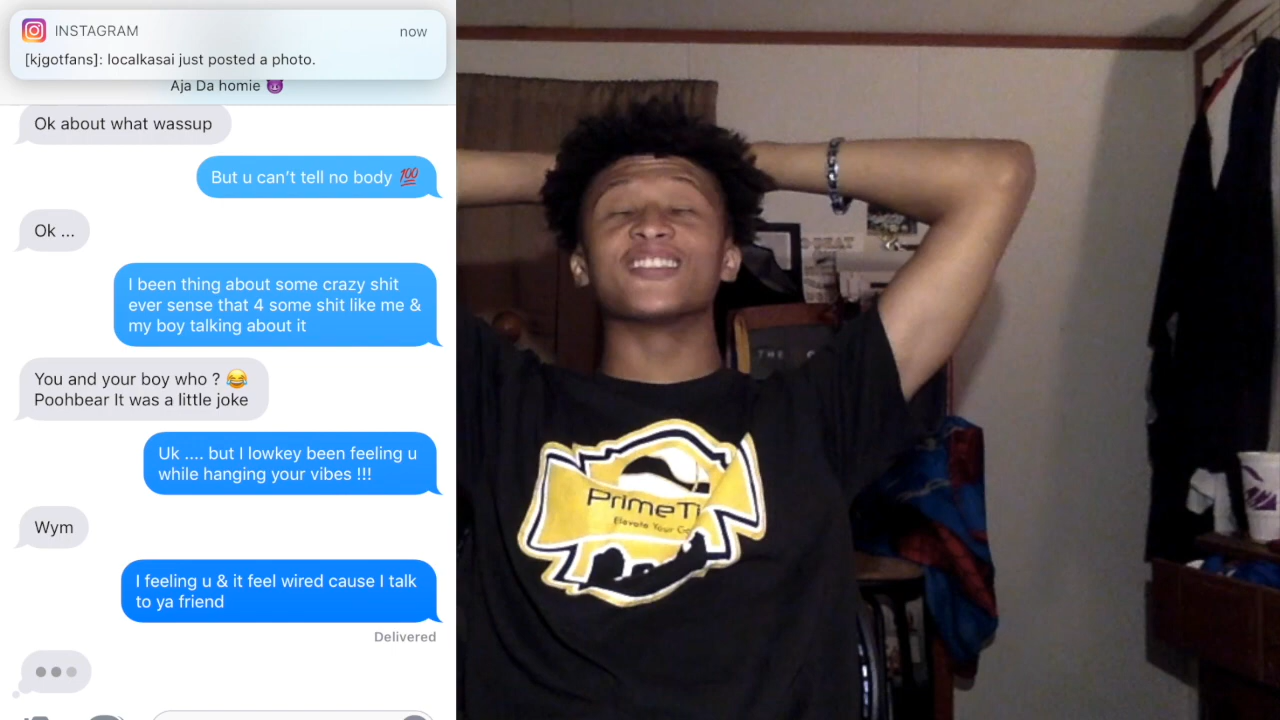 INSTAGRAM
now
[kjgotfans]: localkasai just posted a photo.
Aja Da homie 😈
Ok about what wassup
But u can't tell no body 💯
Ok ...
I been thing about some crazy shit
ever sense that 4 some shit like me &
my boy talking about it
You and your boy who ? 😂
Poohbear It was a little joke
Uk .... but I lowkey been feeling u
while hanging your vibes !!!
Wym
I feeling u & it feel wired cause I talk
to ya friend
Delivered
PrimeTi
Elevate Your
THE